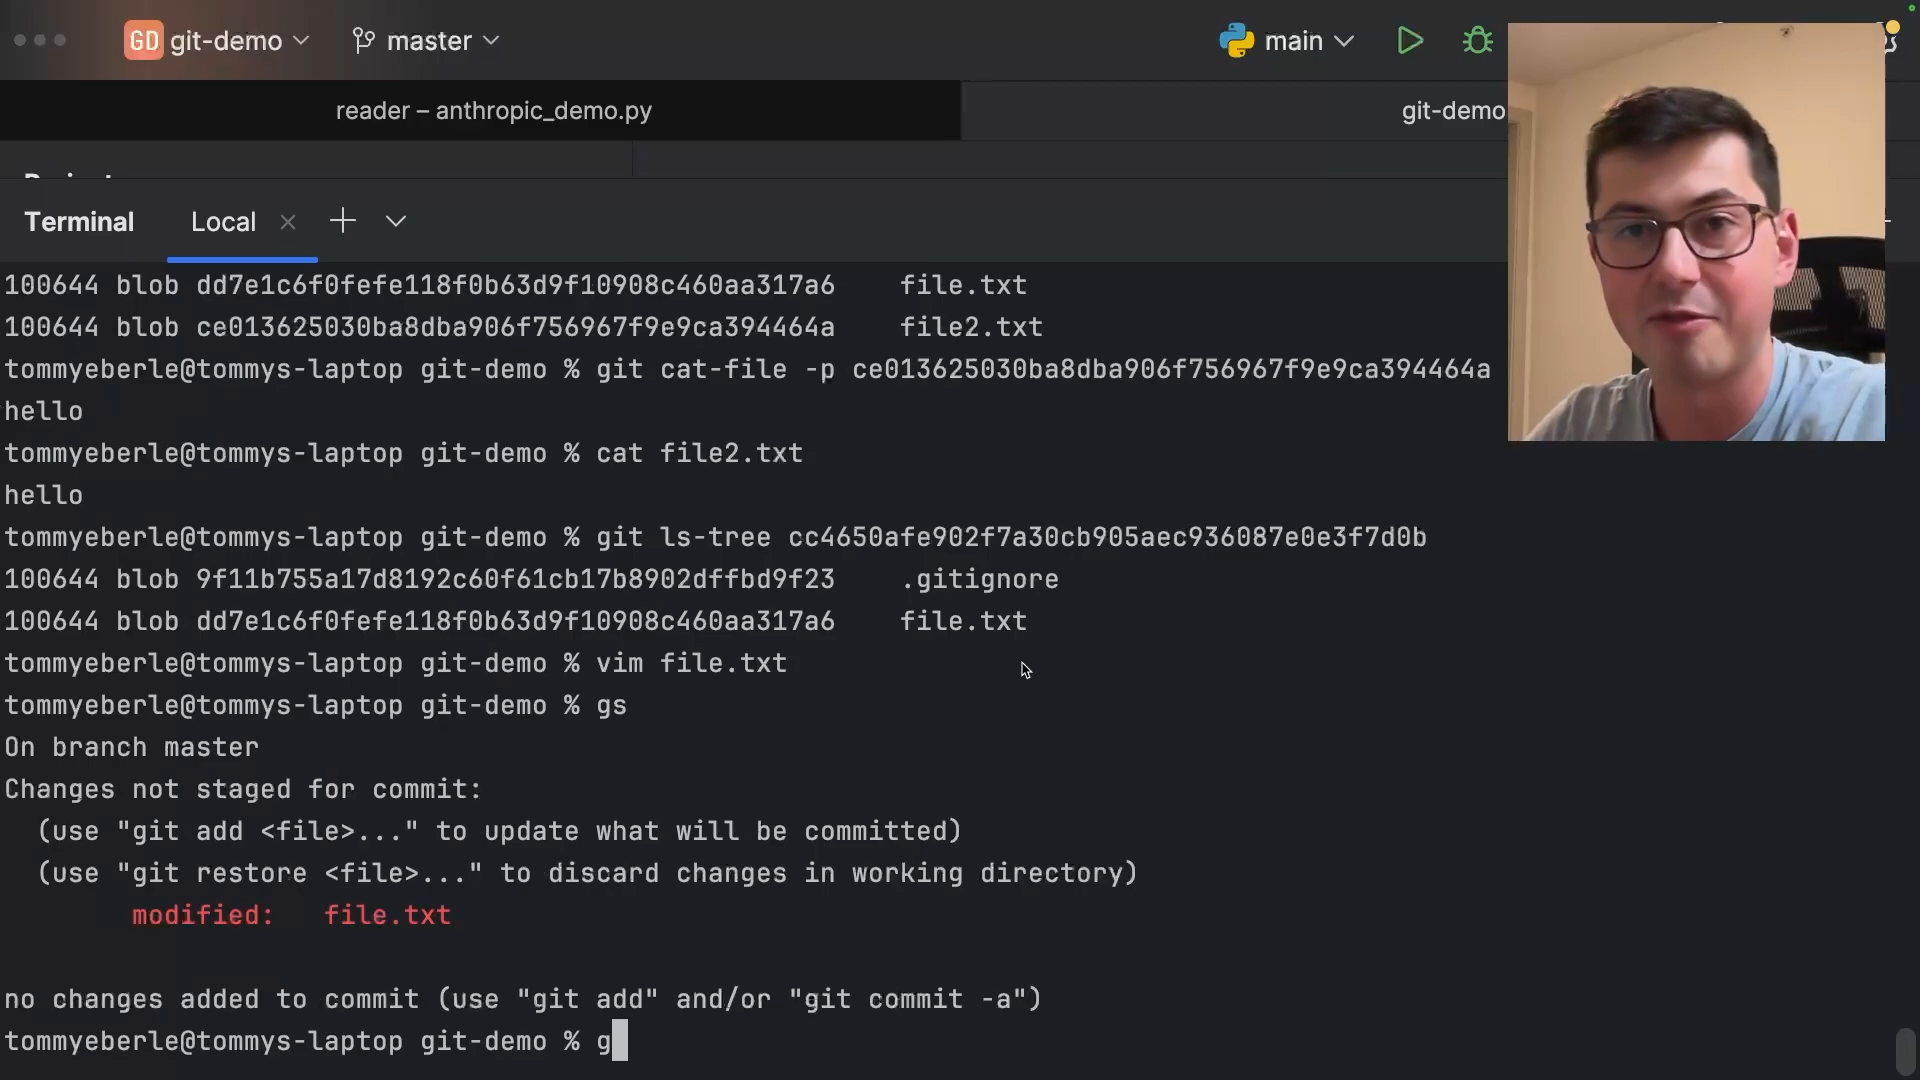 GD git-demo master main
reader – anthropic_demo.py git-demo
Terminal Local
100644 blob dd7e1c6f0fefe118f0b63d9f10908c460aa317a6 file.txt
100644 blob ce013625030ba8dba906f756967f9e9ca394464a file2.txt
tommyeberle@tommys-laptop git-demo % git cat-file -p ce013625030ba8dba906f756967f9e9ca394464a
hello
tommyeberle@tommys-laptop git-demo % cat file2.txt
hello
tommyeberle@tommys-laptop git-demo % git ls-tree cc4650afe902f7a30cb905aec936087e0e3f7d0b
100644 blob 9f11b755a17d8192c60f61cb17b8902dffbd9f23 .gitignore
100644 blob dd7e1c6f0fefe118f0b63d9f10908c460aa317a6 file.txt
tommyeberle@tommys-laptop git-demo % vim file.txt
tommyeberle@tommys-laptop git-demo % gs
On branch master
Changes not staged for commit:
(use "git add <file>..." to update what will be committed)
(use "git restore <file>..." to discard changes in working directory)
modified: file.txt
no changes added to commit (use "git add" and/or "git commit -a")
tommyeberle@tommys-laptop git-demo % g